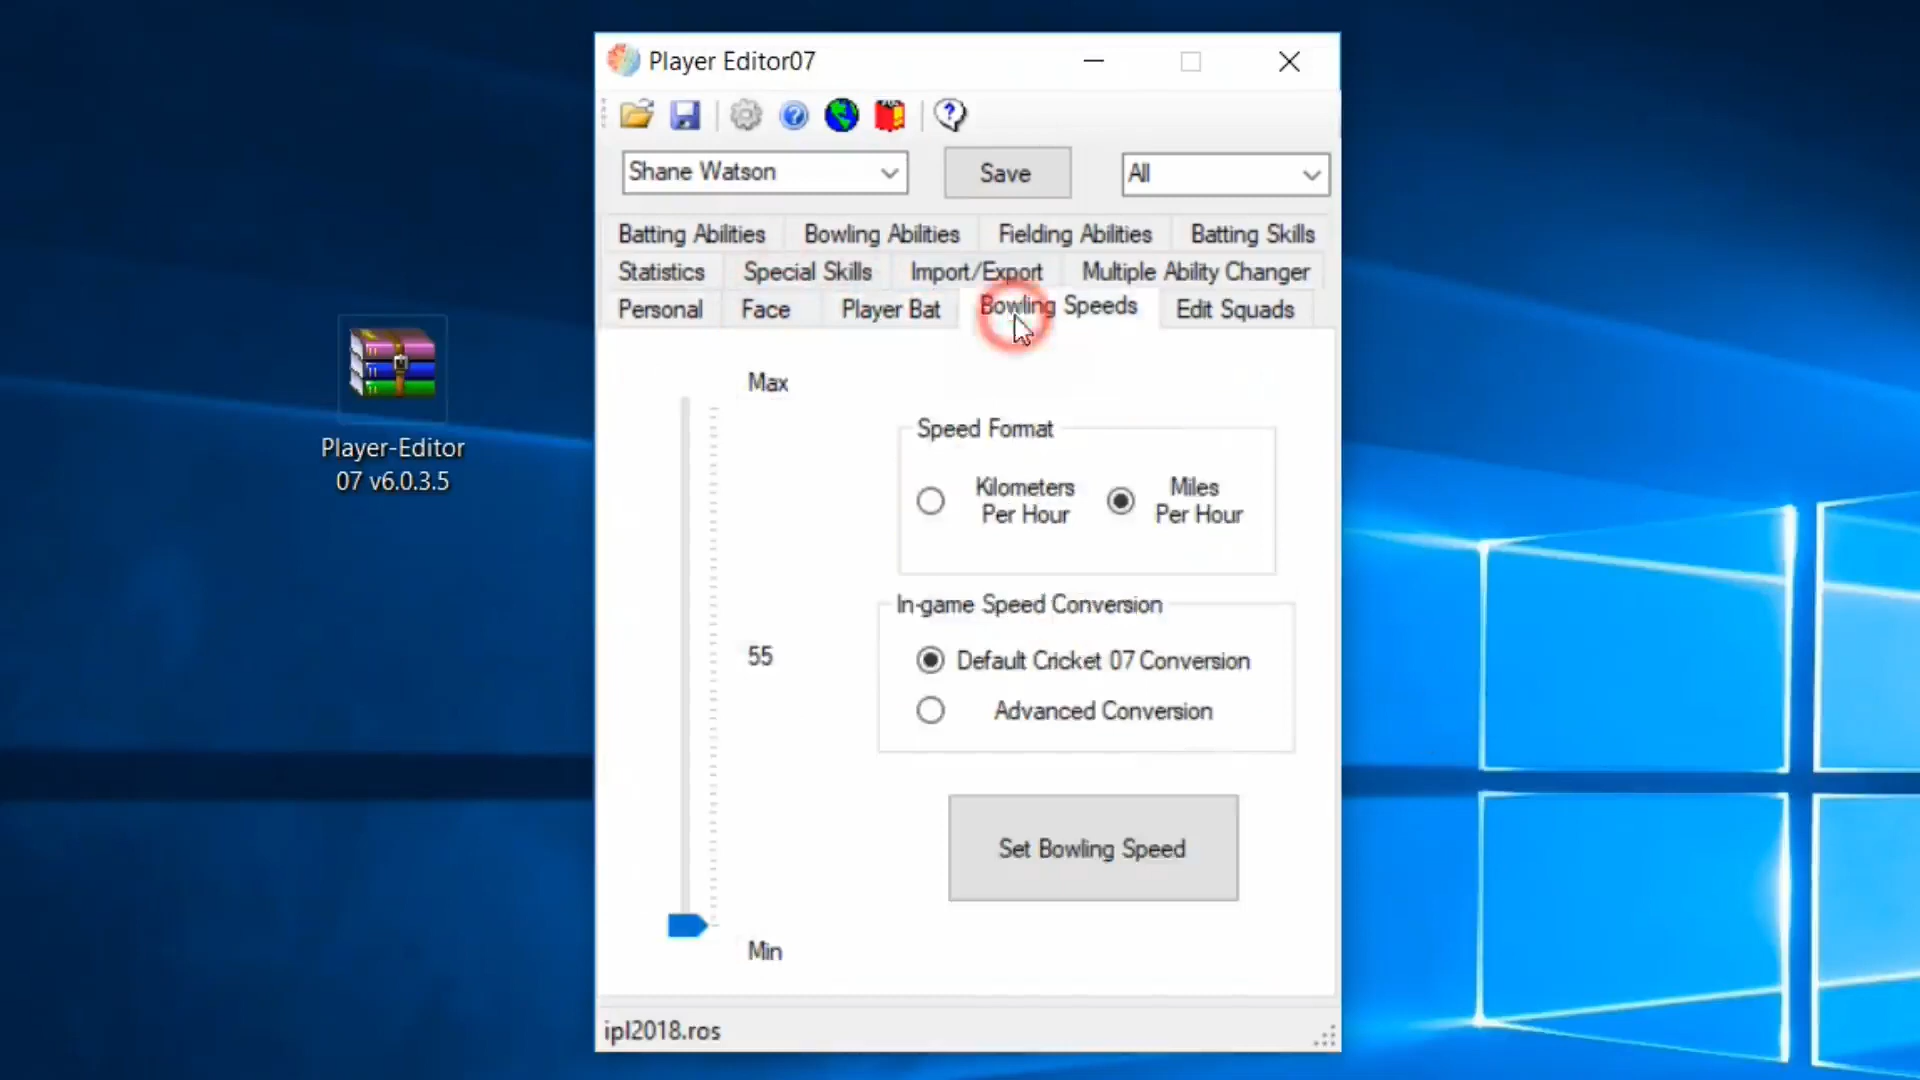 Player Editor07
Shane Watson
Save
All
Batting Abilities
Bowling Abilities
Fielding Abilities
Batting Skills
Statistics
Special Skills
Import/Export
Multiple Ability Changer
Personal
Face
Player Bat
Bowling Speeds
Edit Squads
Max
Speed Format
Kilometers
Per Hour
Miles
Per Hour
55
In-game Speed Conversion
Default Cricket 07 Conversion
Advanced Conversion
Set Bowling Speed
Min
ipl2018.ros
Player-Editor
07 v6.0.3.5